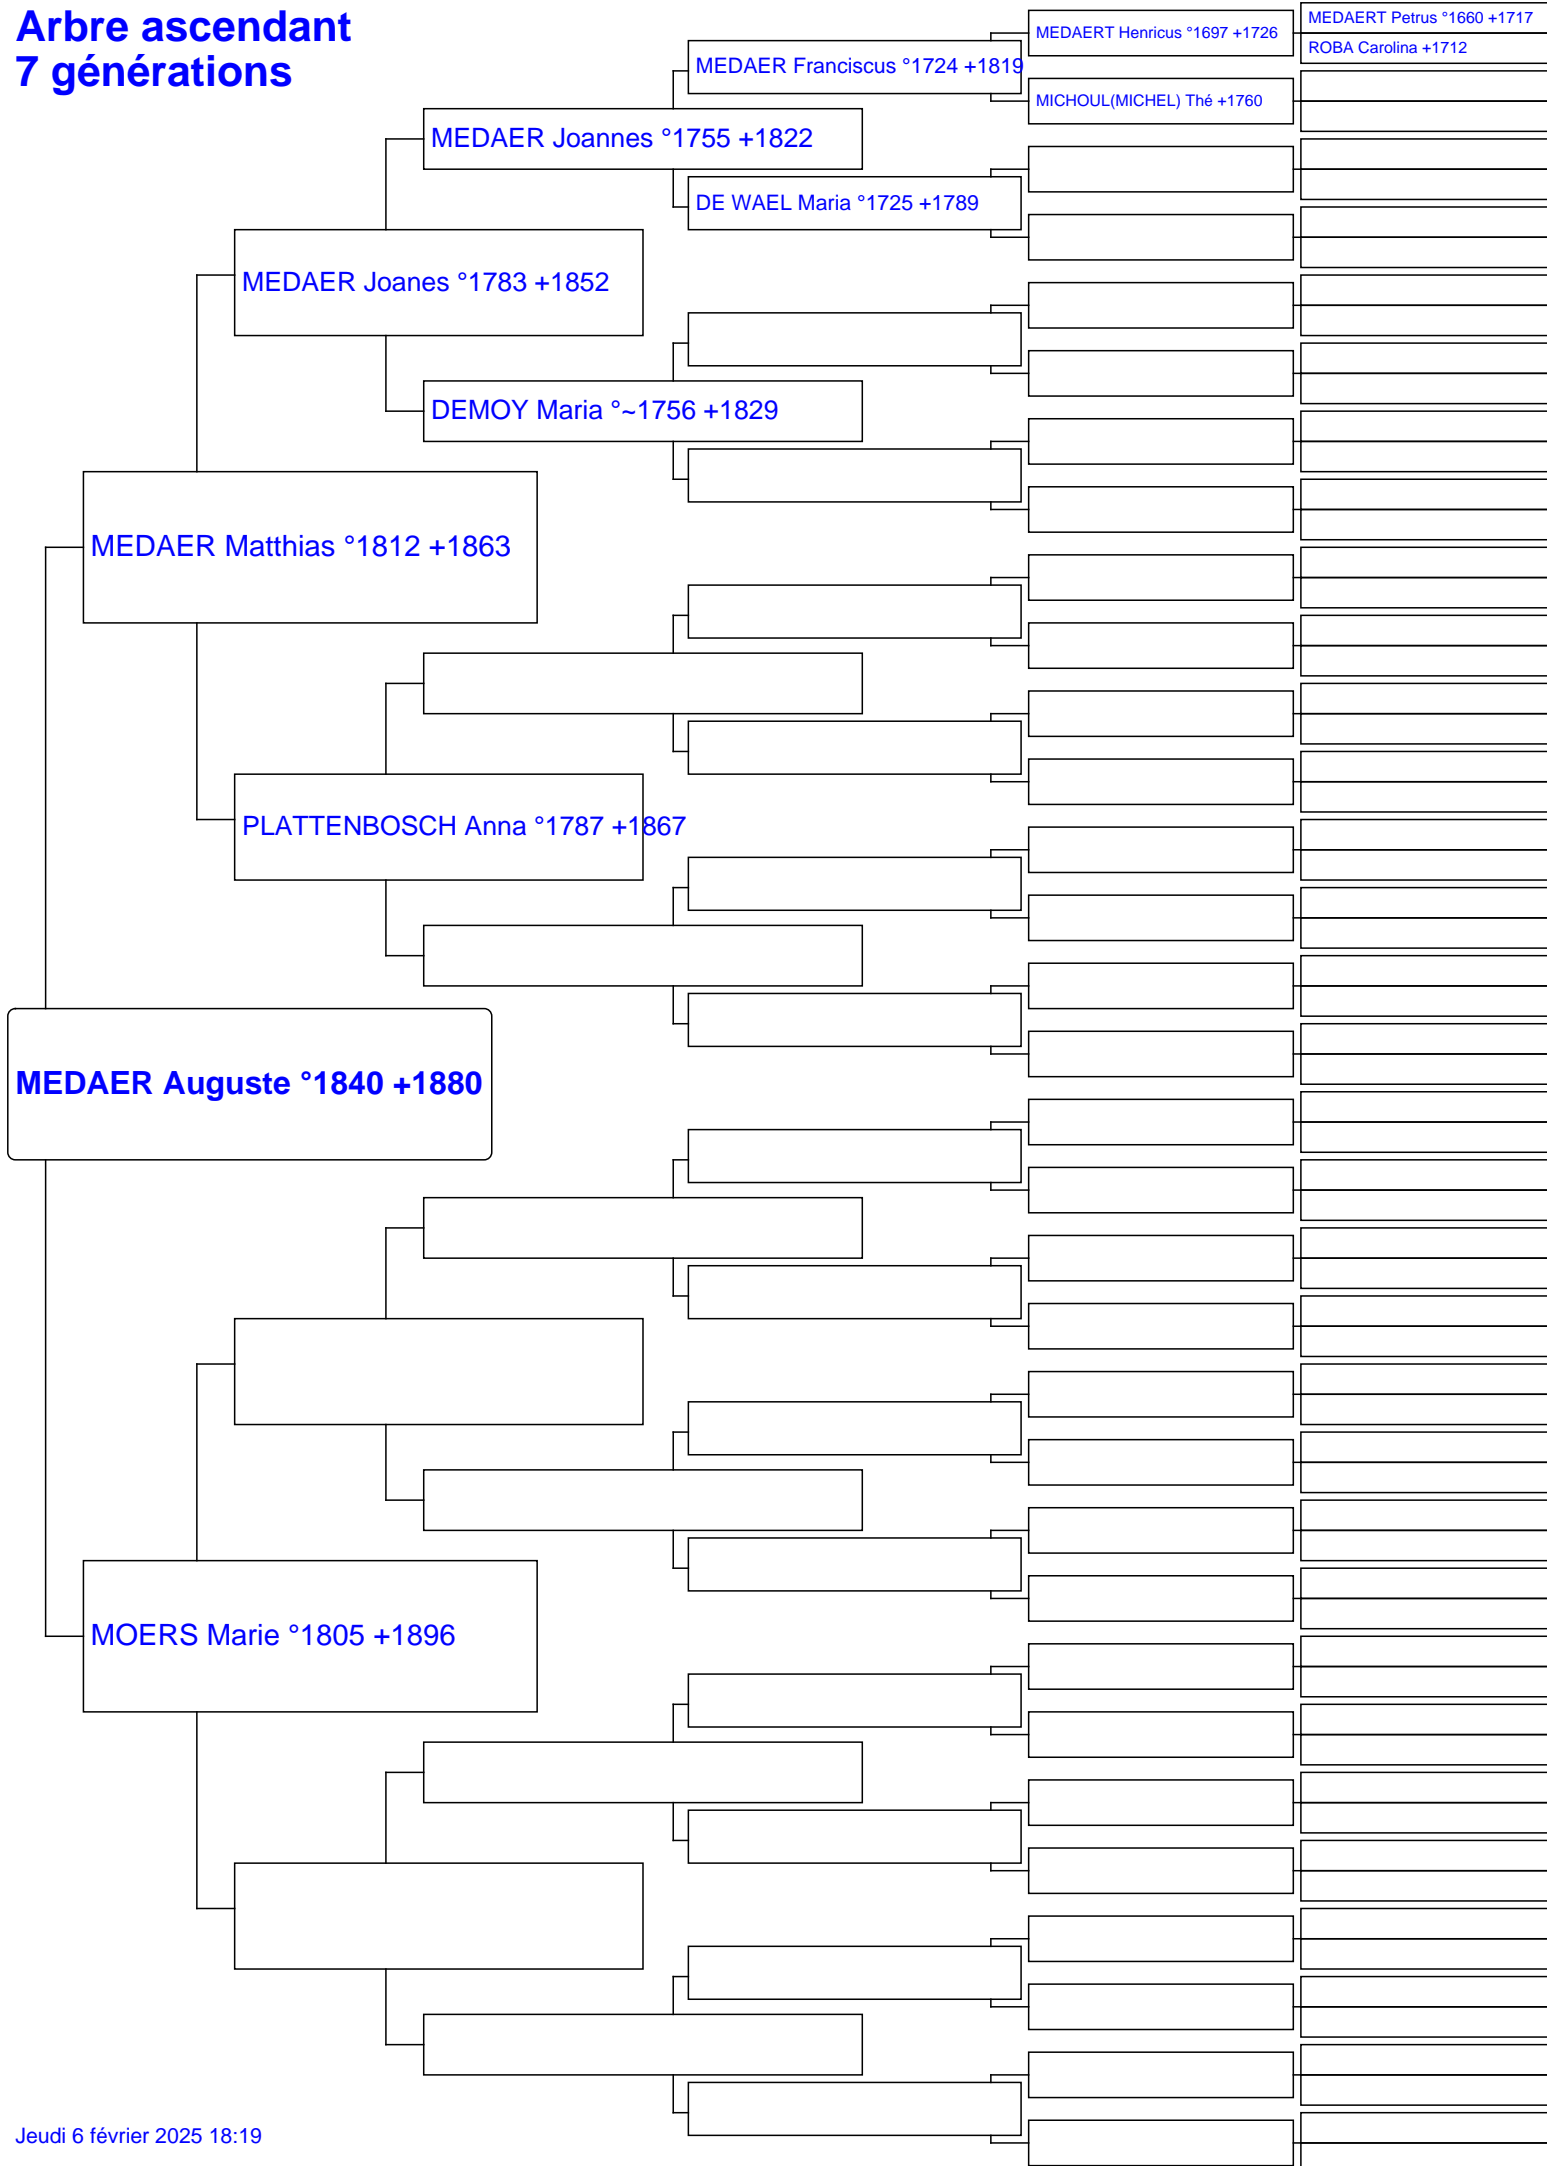 Arbre ascendant
7 générations
MEDAERT Petrus °1660 +1717
MEDAERT Henricus °1697 +1726
ROBA Carolina +1712
MEDAER Franciscus °1724 +1819
MICHOUL(MICHEL) Thé +1760
MEDAER Joannes °1755 +1822
DE WAEL Maria °1725 +1789
MEDAER Joanes °1783 +1852
DEMOY Maria °~1756 +1829
MEDAER Matthias °1812 +1863
PLATTENBOSCH Anna °1787 +1867
MEDAER Auguste °1840 +1880
MOERS Marie °1805 +1896
Jeudi 6 février 2025 18:19